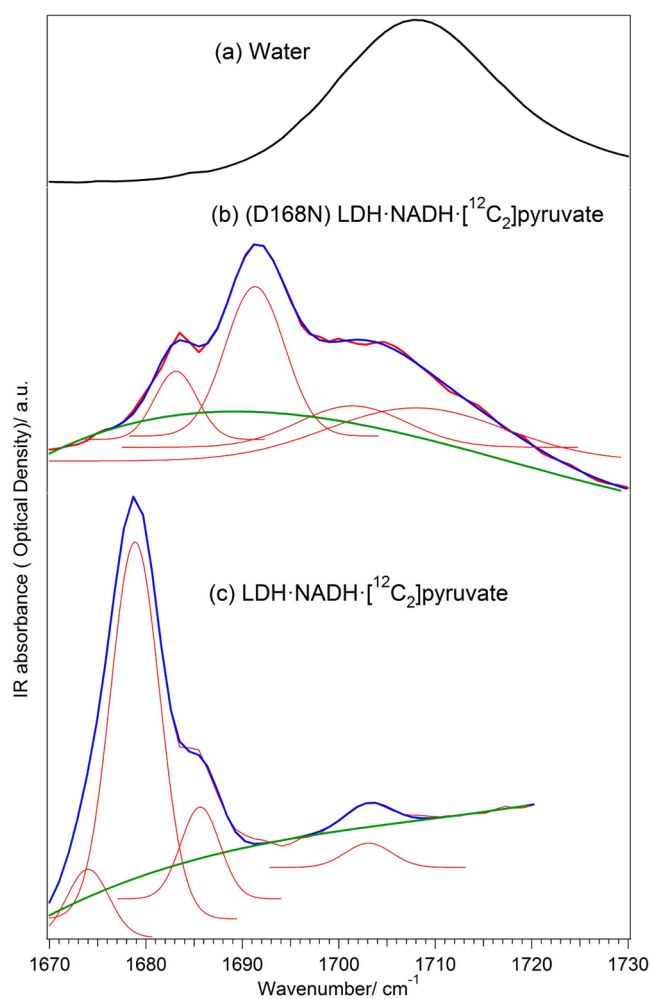 (a) Water
(b) (D168N) LDH·NADH·[¹²C₂]pyruvate
(c) LDH·NADH·[¹²C₂]pyruvate
IR absorbance ( Optical Density)/ a.u.
1670 1680 1690 1700 1710 1720 1730
Wavenumber/ cm⁻¹